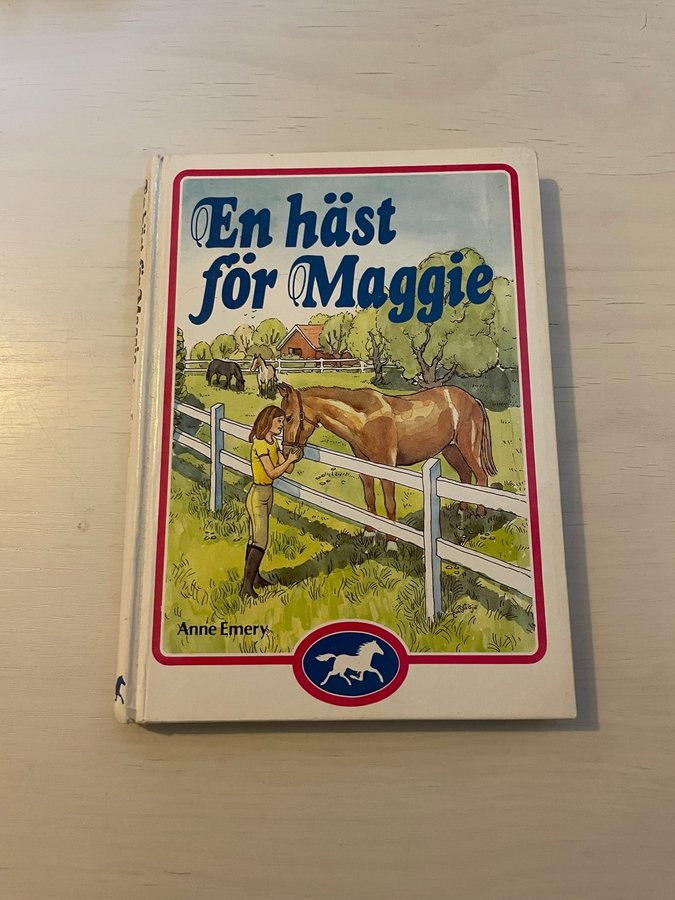 En häst
för Maggie
Anne Emery